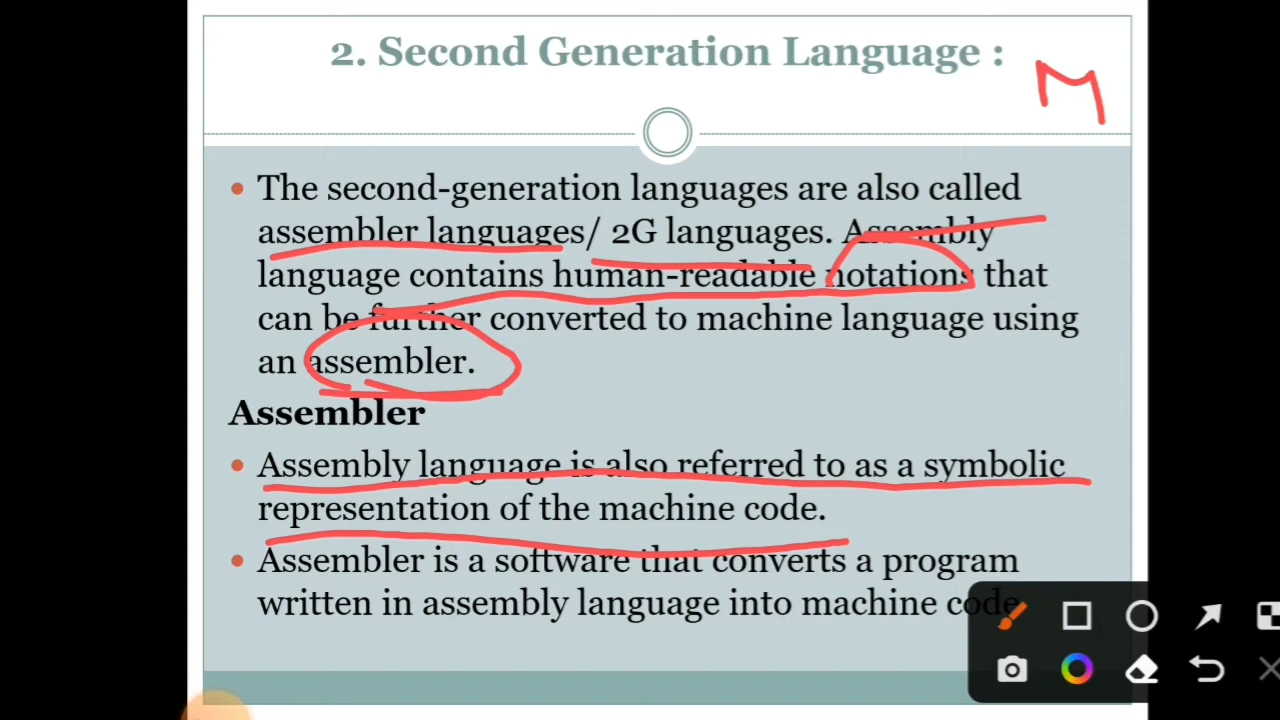 2. Second Generation Language :
M
• The second-generation languages are also called
assembler languages/ 2G languages. Assembly
language contains human-readable notations that
can be further converted to machine language using
an assembler.
Assembler
• Assembly language is also referred to as a symbolic
representation of the machine code.
• Assembler is a software that converts a program
written in assembly language into machine code